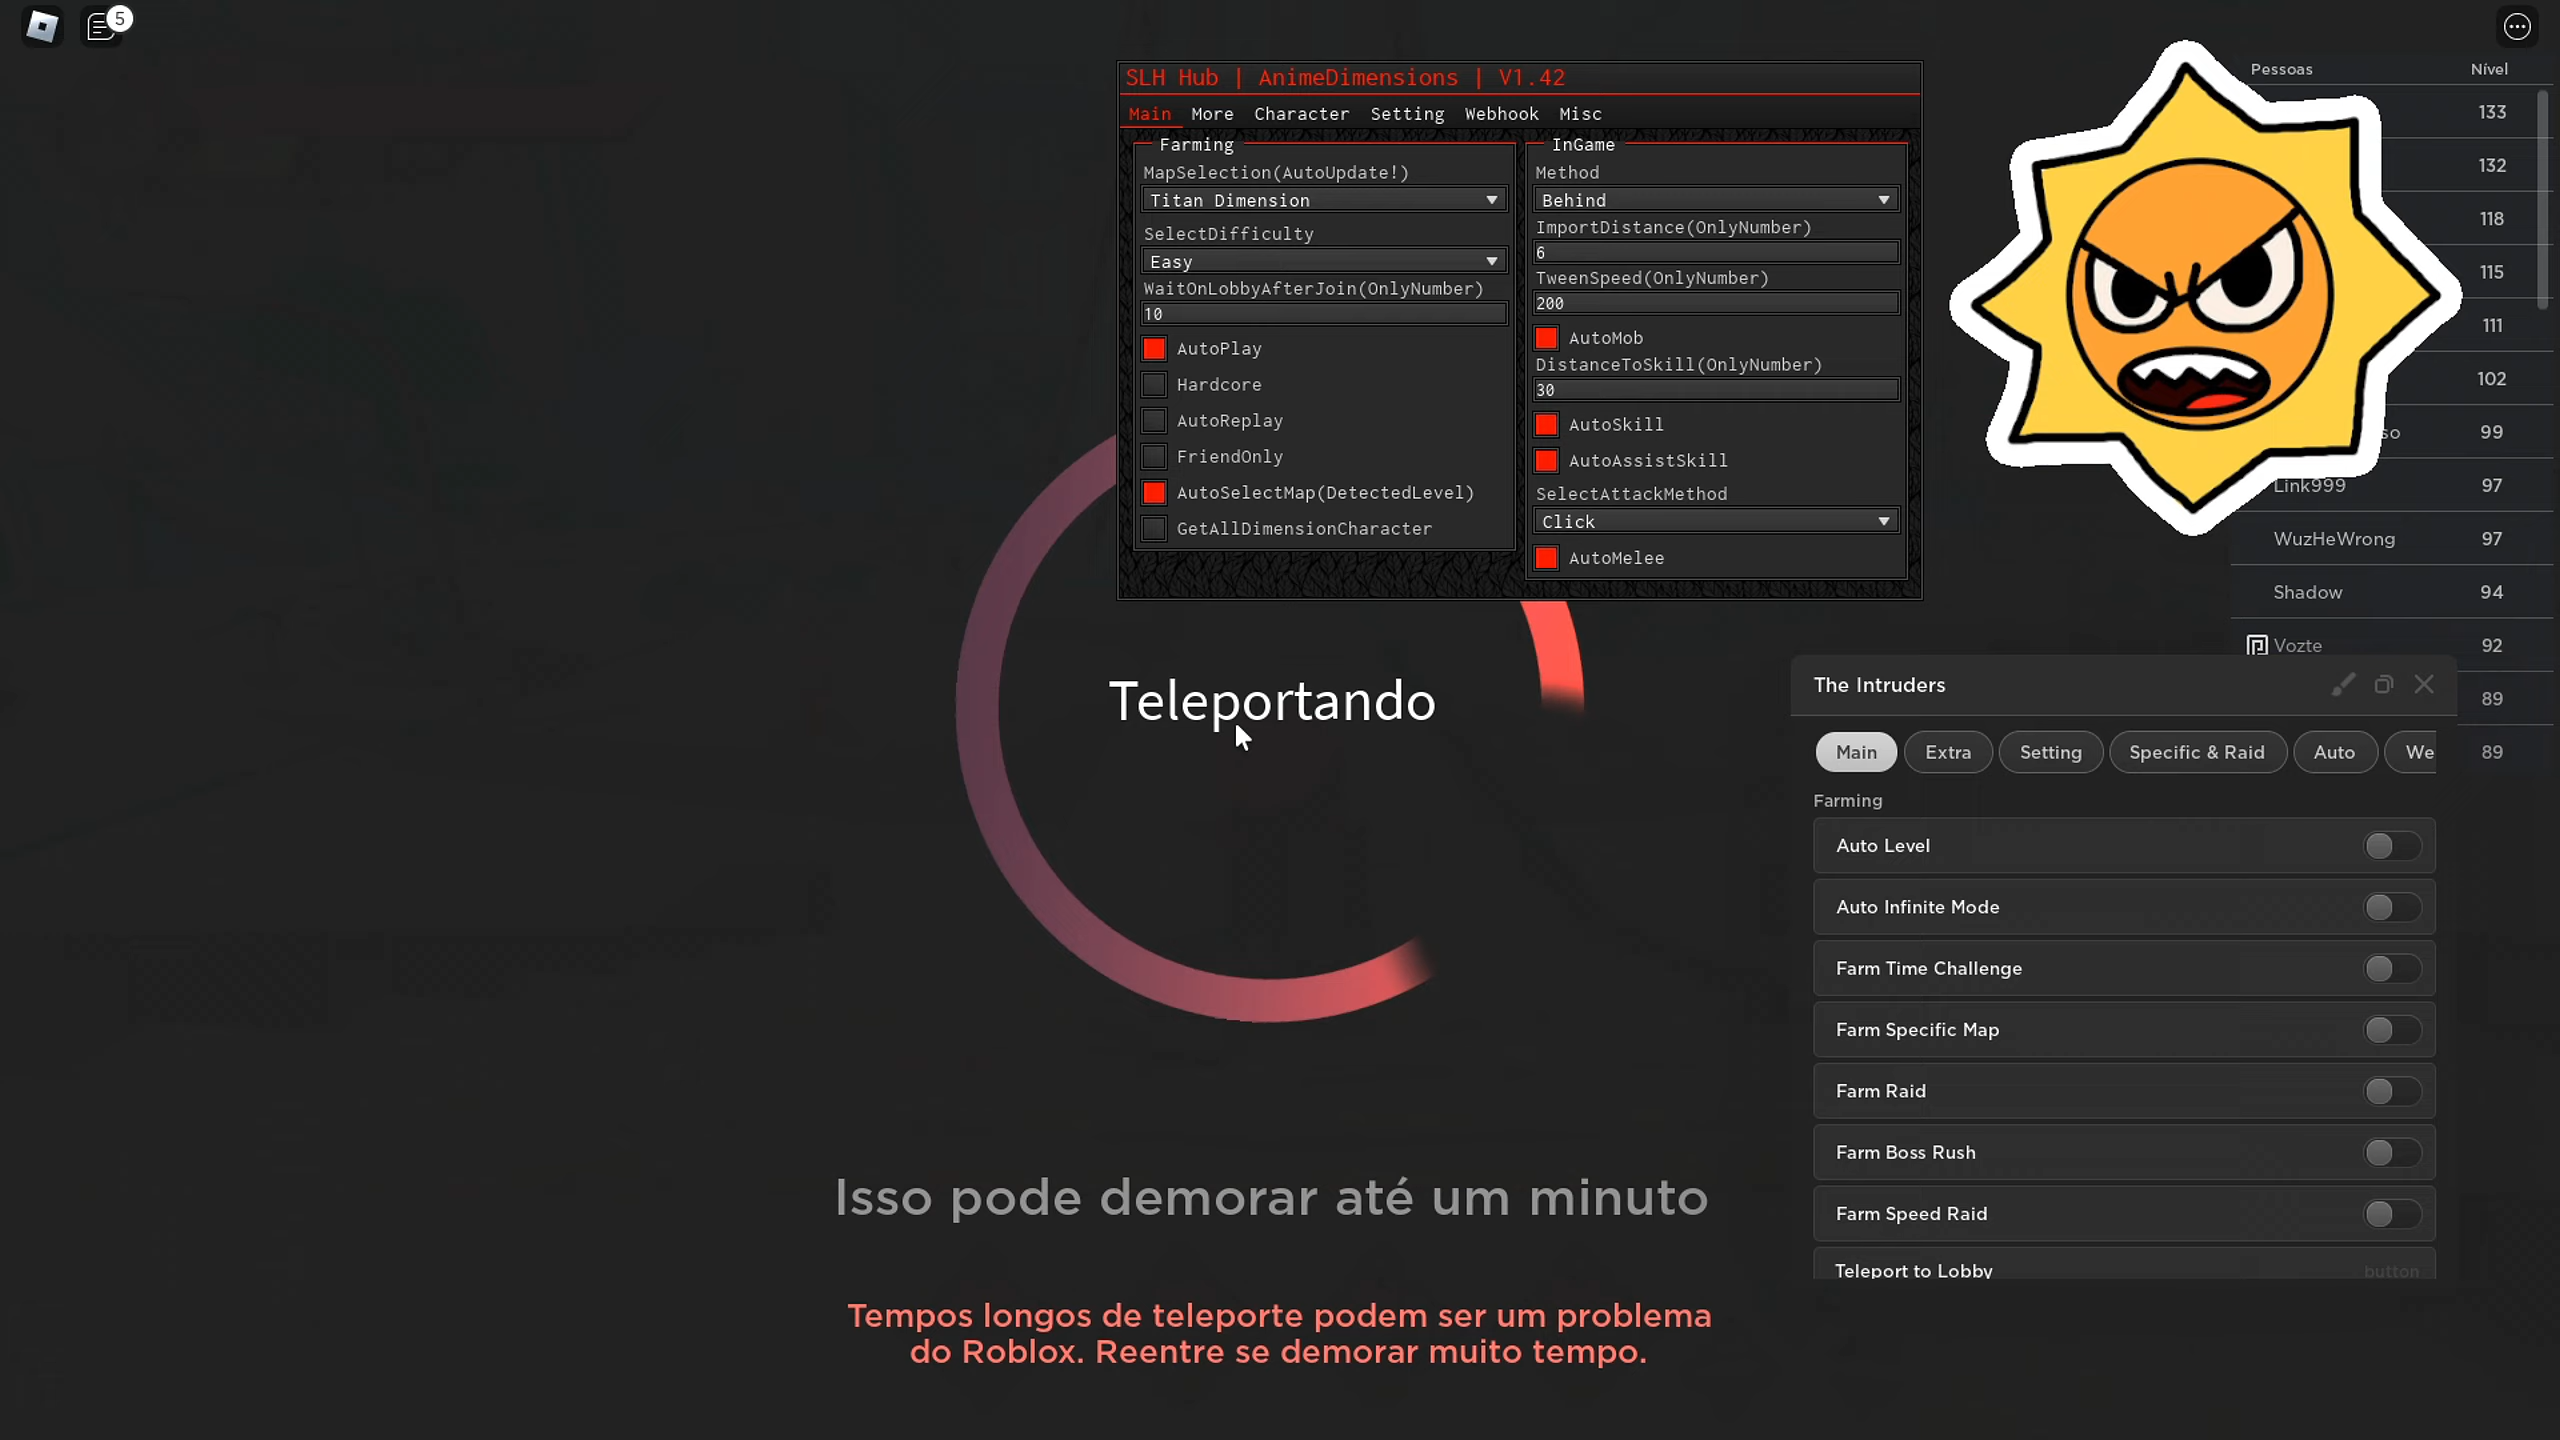 5
SLH Hub | AnimeDimensions | V1.42
Main More Character Setting Webhook Misc
Farming
MapSelection(AutoUpdate!)
Titan Dimension
SelectDifficulty
Easy
WaitOnLobbyAfterJoin(OnlyNumber)
10
AutoPlay
Hardcore
AutoReplay
FriendOnly
AutoSelectMap(DetectedLevel)
GetAllDimensionCharacter
InGame
Method
Behind
ImportDistance(OnlyNumber)
6
TweenSpeed(OnlyNumber)
200
AutoMob
DistanceToSkill(OnlyNumber)
30
AutoSkill
AutoAssistSkill
SelectAttackMethod
Click
AutoMelee
Pessoas Nível
133
132
118
115
111
102
so 99
Link999 97
WuzHeWrong 97
Shadow 94
Vozte 92
89
89
Teleportando
Isso pode demorar até um minuto
Tempos longos de teleporte podem ser um problema
do Roblox. Reentre se demorar muito tempo.
The Intruders
Main Extra Setting Specific & Raid Auto We
Farming
Auto Level
Auto Infinite Mode
Farm Time Challenge
Farm Specific Map
Farm Raid
Farm Boss Rush
Farm Speed Raid
Teleport to Lobby button